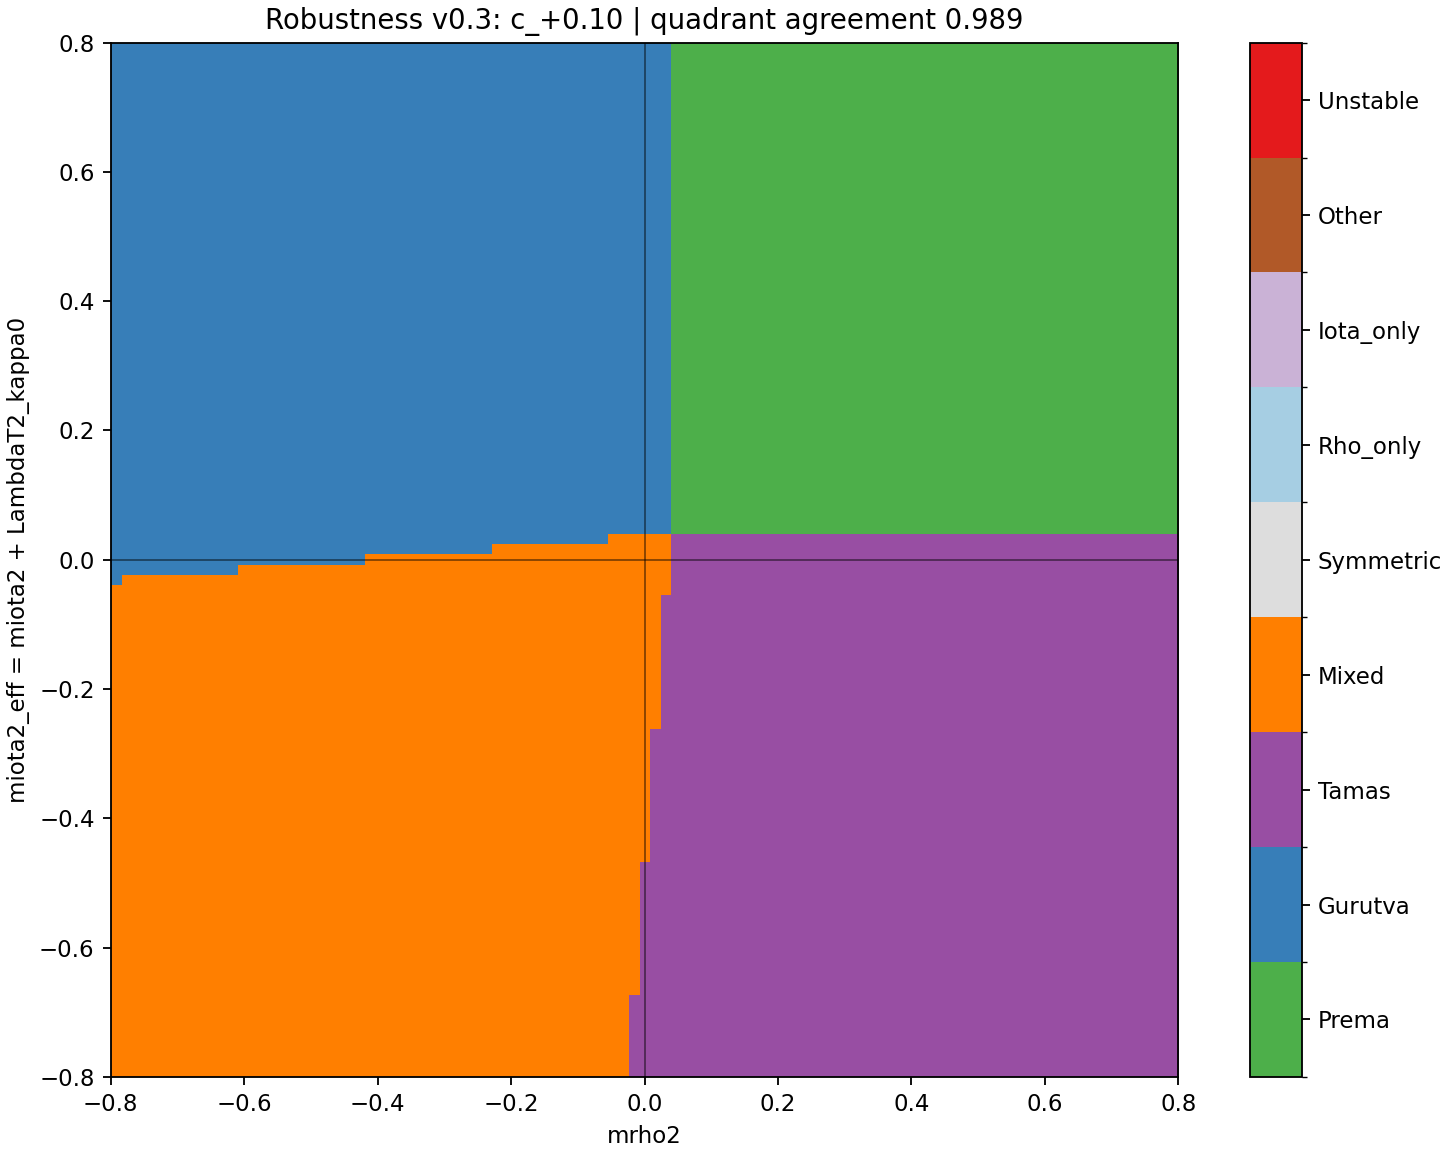 Robustness v0.3: c_+0.10 | quadrant agreement 0.989
miota2_eff = miota2 + LambdaT2_kappa0
0.8
0.6
0.4
0.2
0.0
−0.2
−0.4
−0.6
−0.8
−0.8 −0.6 −0.4 −0.2 0.0 0.2 0.4 0.6 0.8
mrho2
Unstable
Other
Iota_only
Rho_only
Symmetric
Mixed
Tamas
Gurutva
Prema